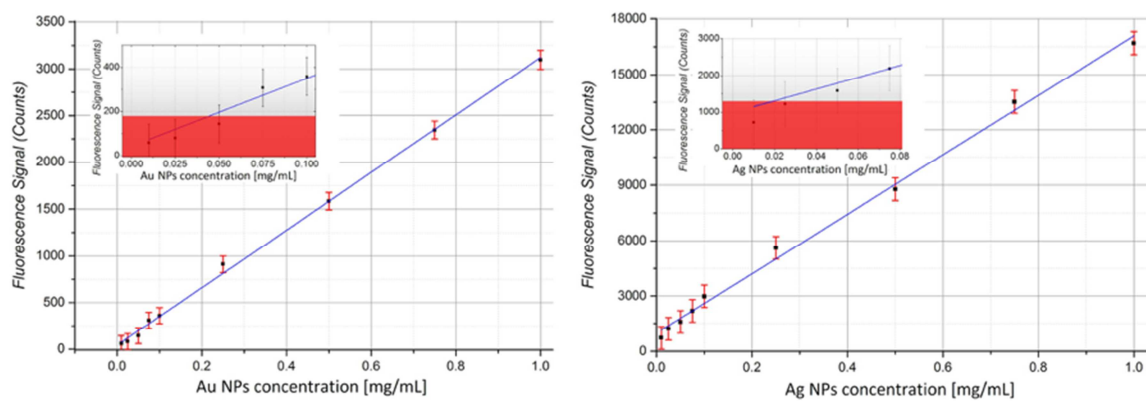 3500
3000
2500
2000
1500
1000
500
0
Fluorescence Signal (Counts)
0.0 0.2 0.4 0.6 0.8 1.0
Au NPs concentration [mg/mL]
Fluorescence Signal (Counts)
400
200
0
0.000 0.025 0.050 0.075 0.100
Au NPs concentration [mg/mL]
18000
15000
12000
9000
6000
3000
0
Fluorescence Signal (Counts)
0.0 0.2 0.4 0.6 0.8 1.0
Ag NPs concentration [mg/mL]
Fluorescence Signal (Counts)
3000
2000
1000
0
0.00 0.02 0.04 0.06 0.08
Ag NPs concentration [mg/mL]